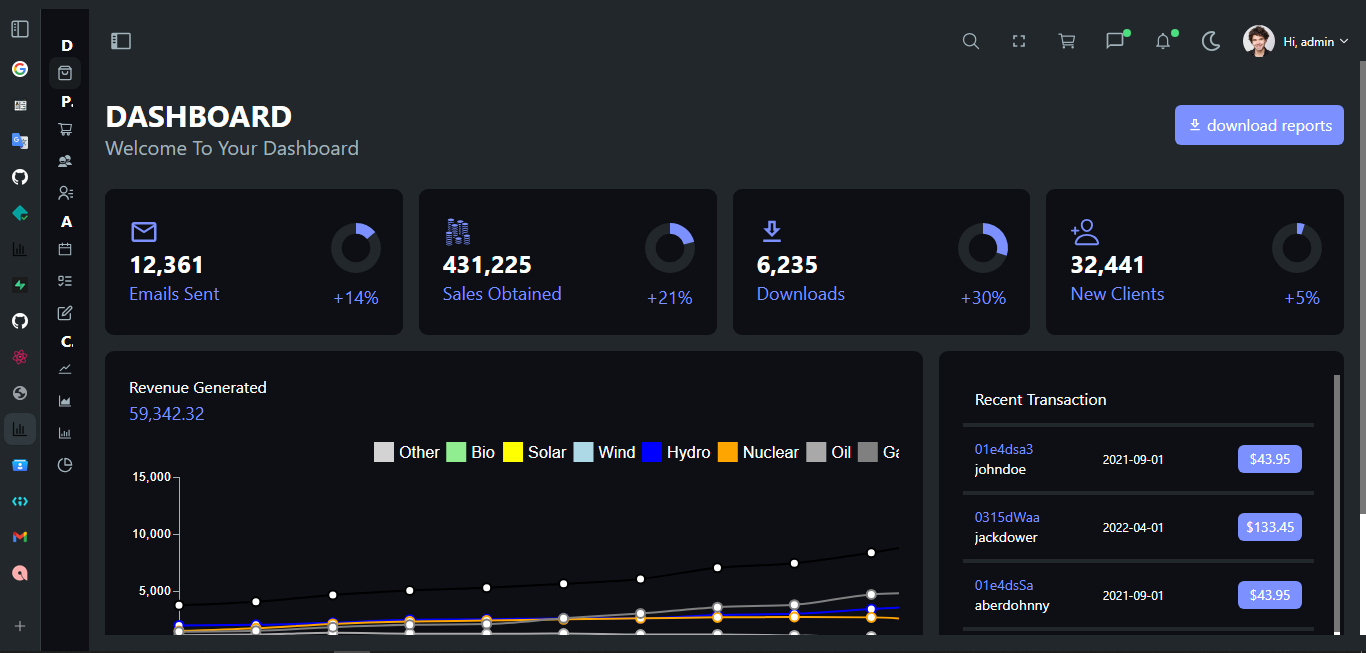 D
P.
A
C.
Hi, admin
DASHBOARD
Welcome To Your Dashboard
download reports
12,361
Emails Sent
+14%
431,225
Sales Obtained
+21%
6,235
Downloads
+30%
32,441
New Clients
+5%
Revenue Generated
59,342.32
Other Bio Solar Wind Hydro Nuclear Oil Ga
15,000
10,000
5,000
Recent Transaction
01e4dsa3
johndoe
2021-09-01
$43.95
0315dWaa
jackdower
2022-04-01
$133.45
01e4dsSa
aberdohnny
2021-09-01
$43.95